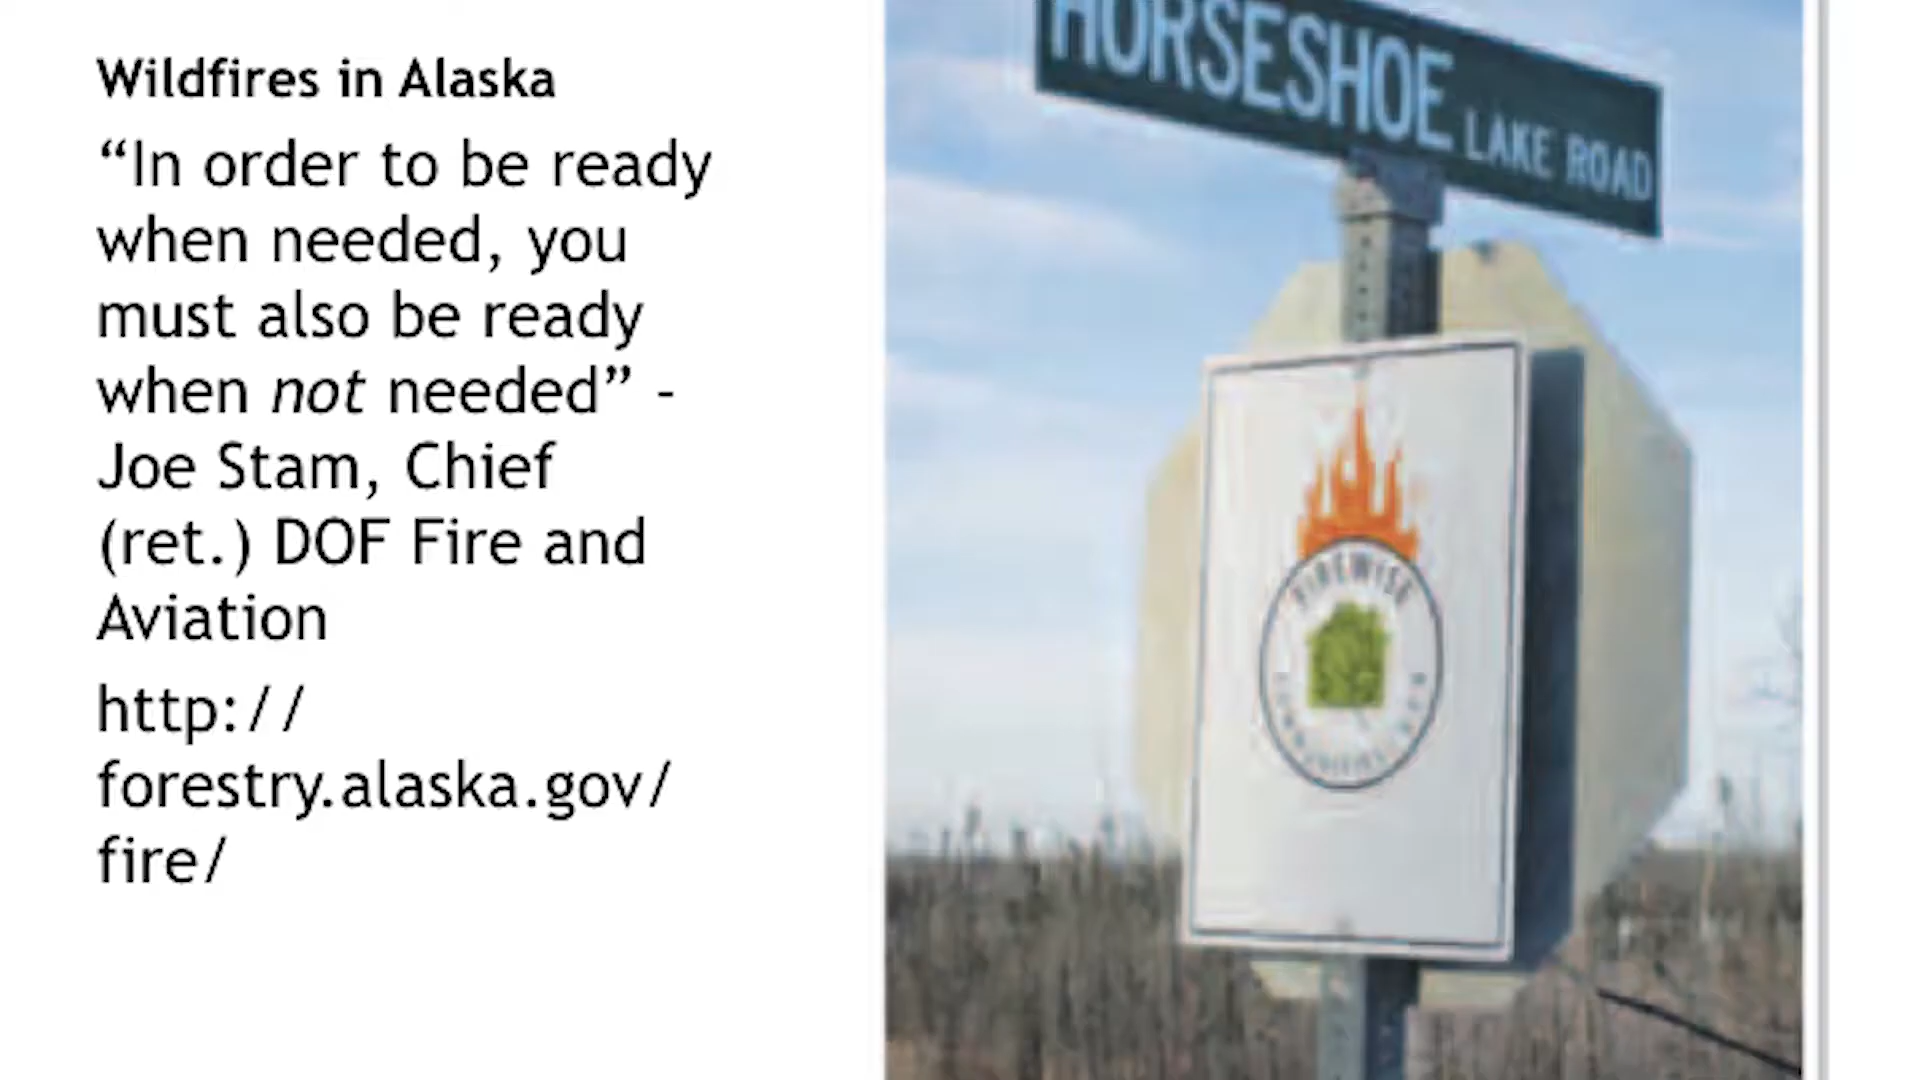 Wildfires in Alaska
“In order to be ready
when needed, you
must also be ready
when not needed” -
Joe Stam, Chief
(ret.) DOF Fire and
Aviation
http://
forestry.alaska.gov/
fire/
HORSESHOE LAKE ROAD
FIREWISE